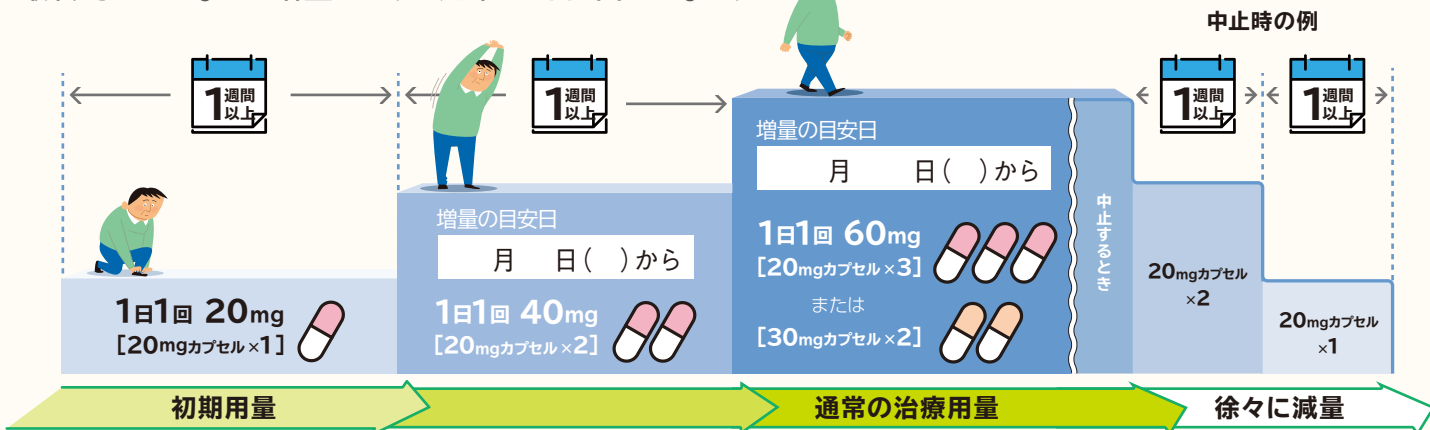 中止時の例
1週間以上
1週間以上
1週間以上
1週間以上
1日1回 20mg
[20mgカプセル×1]
増量の目安日
月 日( )から
1日1回 40mg
[20mgカプセル×2]
増量の目安日
月 日( )から
1日1回 60mg
[20mgカプセル×3]
または
[30mgカプセル×2]
中止するとき
20mgカプセル
×2
20mgカプセル
×1
初期用量
通常の治療用量
徐々に減量